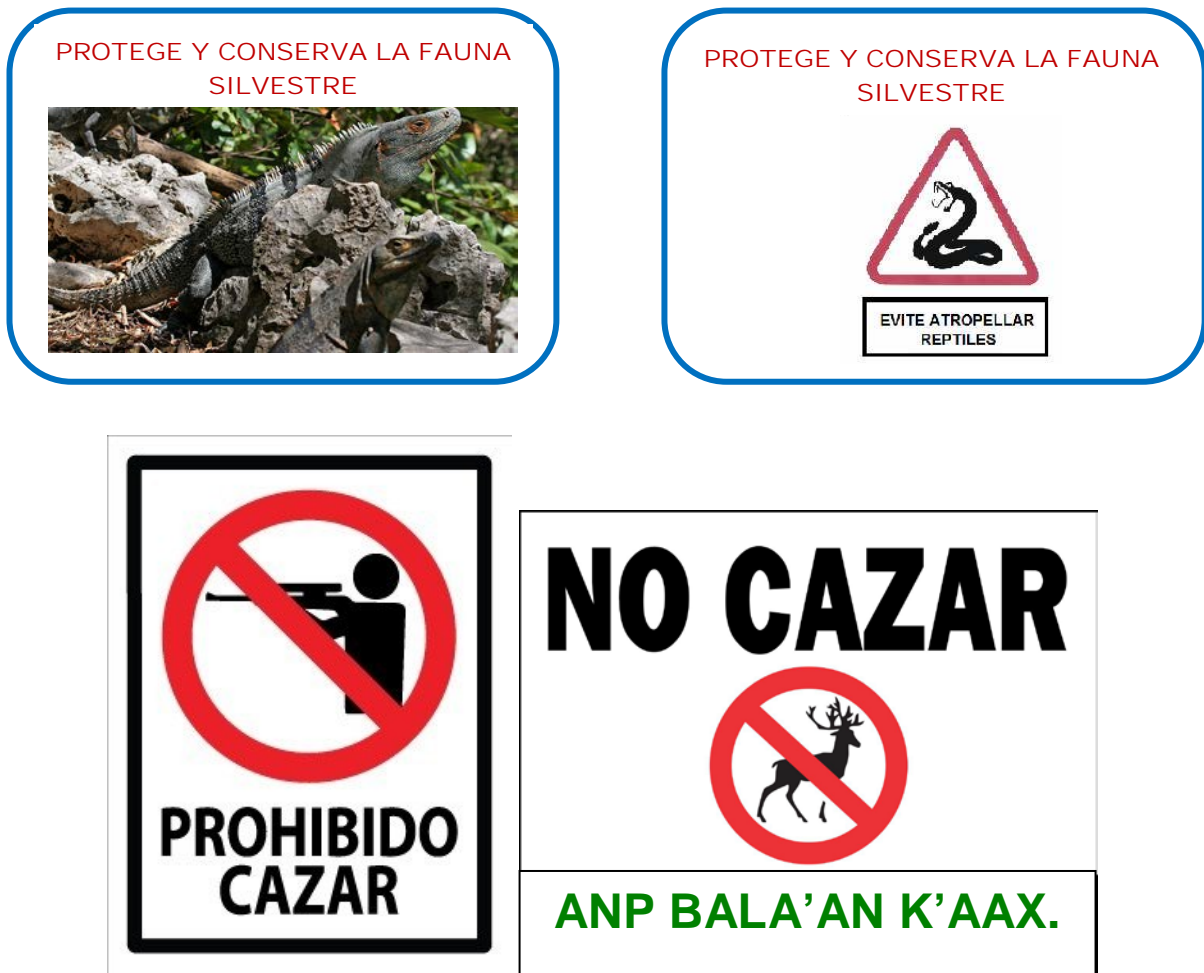 PROTEGE Y CONSERVA LA FAUNA
SILVESTRE
PROTEGE Y CONSERVA LA FAUNA
SILVESTRE
EVITE ATROPELLAR
REPTILES
PROHIBIDO
CAZAR
NO CAZAR
ANP BALA’AN K’AAX.